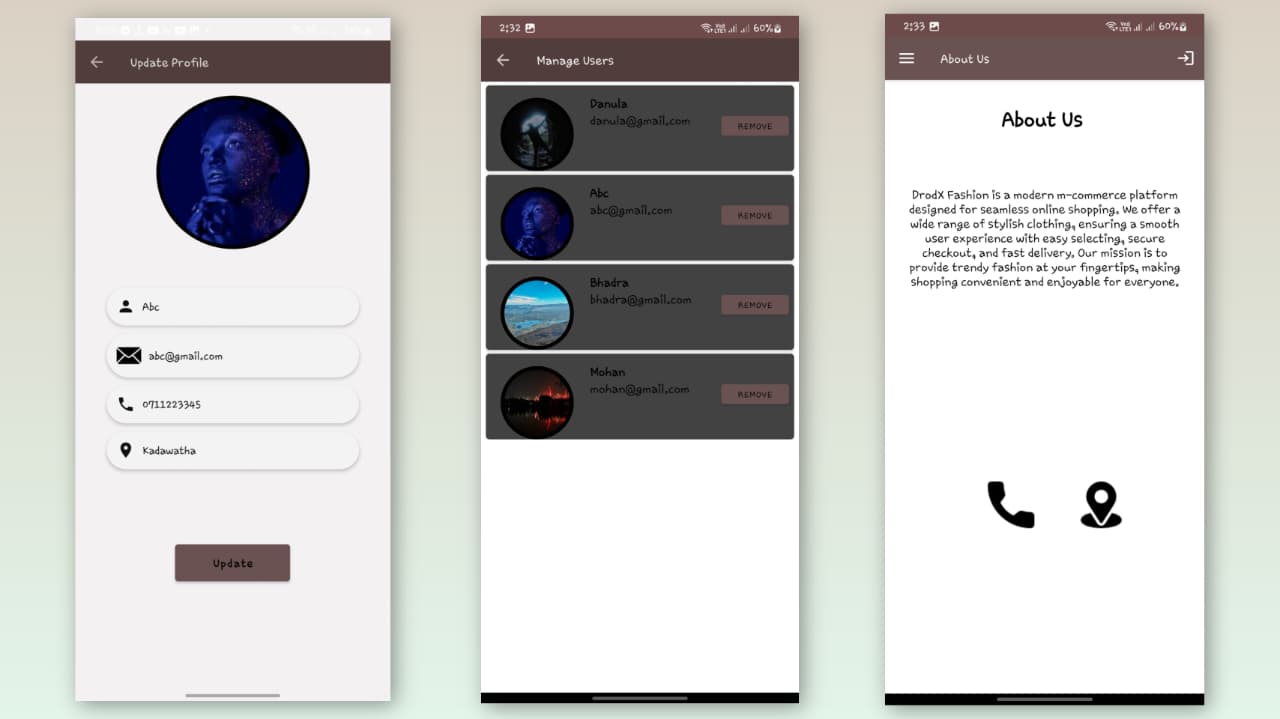 Update Profile
Abc
abc@gmail.com
0711223345
Kadawatha
Update
2:32
60%
Manage Users
Danula
danula@gmail.com
REMOVE
Abc
abc@gmail.com
REMOVE
Bhadra
bhadra@gmail.com
REMOVE
Mohan
mohan@gmail.com
REMOVE
2:33
60%
About Us
About Us
DrodX Fashion is a modern m-commerce platform
designed for seamless online shopping. We offer a
wide range of stylish clothing, ensuring a smooth
user experience with easy selecting, secure
checkout, and fast delivery. Our mission is to
provide trendy fashion at your fingertips, making
shopping convenient and enjoyable for everyone.